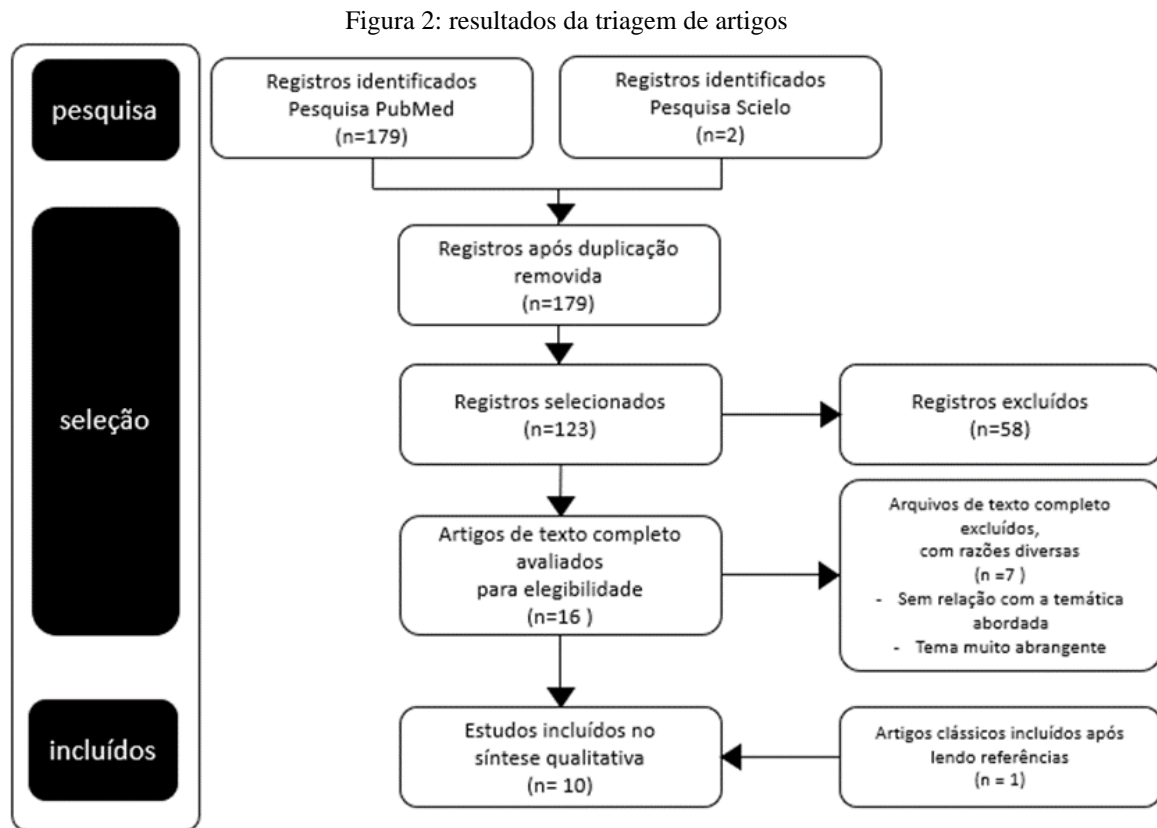 Figura 2: resultados da triagem de artigos
pesquisa
Registros identificados
Pesquisa PubMed
(n=179)
Registros identificados
Pesquisa Scielo
(n=2)
Registros após duplicação
removida
(n=179)
seleção
Registros selecionados
(n=123)
Registros excluídos
(n=58)
Artigos de texto completo
avaliados
para elegibilidade
(n=16 )
Arquivos de texto completo
excluídos,
com razões diversas
(n =7 )
- Sem relação com a temática
abordada
- Tema muito abrangente
incluídos
Estudos incluídos no
síntese qualitativa
(n= 10)
Artigos clássicos incluídos após
lendo referências
(n = 1)